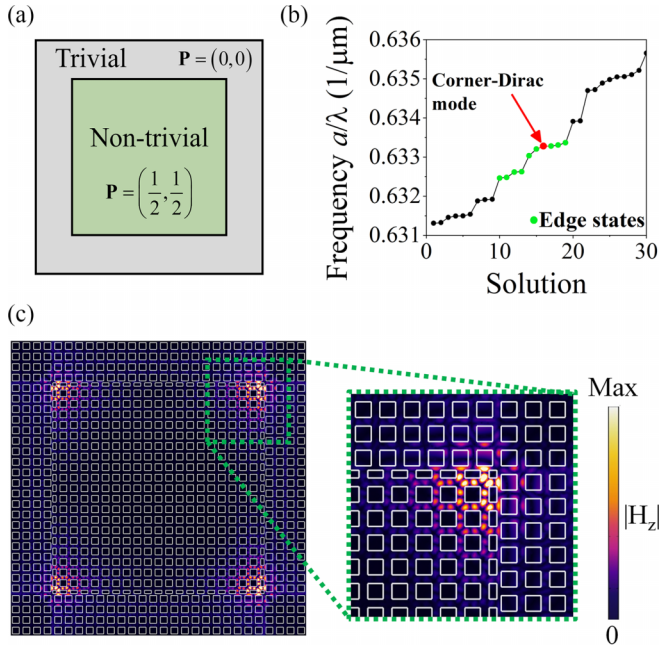 (a)
Trivial P = (0,0)
Non-trivial
P = (1/2, 1/2)
(b)
Frequency a/λ (1/μm)
0.636
0.635
0.634
0.633
0.632
0.631
Corner-Dirac
mode
Edge states
0 10 20 30
Solution
(c)
Max
|H_z|
0